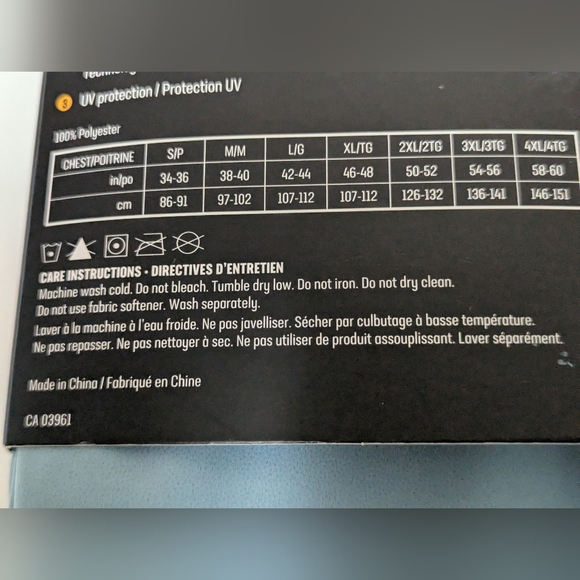 3 UV protection / Protection UV
100% Polyester
CHEST/POITRINE S/P M/M L/G XL/TG 2XL/2TG 3XL/3TG 4XL/4TG
in/po 34-36 38-40 42-44 46-48 50-52 54-56 58-60
cm 86-91 97-102 107-112 107-112 126-132 136-141 146-151
CARE INSTRUCTIONS • DIRECTIVES D'ENTRETIEN
Machine wash cold. Do not bleach. Tumble dry low. Do not iron. Do not dry clean.
Do not use fabric softener. Wash separately.
Laver à la machine à l'eau froide. Ne pas javelliser. Sécher par culbutage à basse température.
Ne pas repasser. Ne pas nettoyer à sec. Ne pas utiliser de produit assouplissant. Laver séparément.
Made in China / Fabriqué en Chine
CA 03961